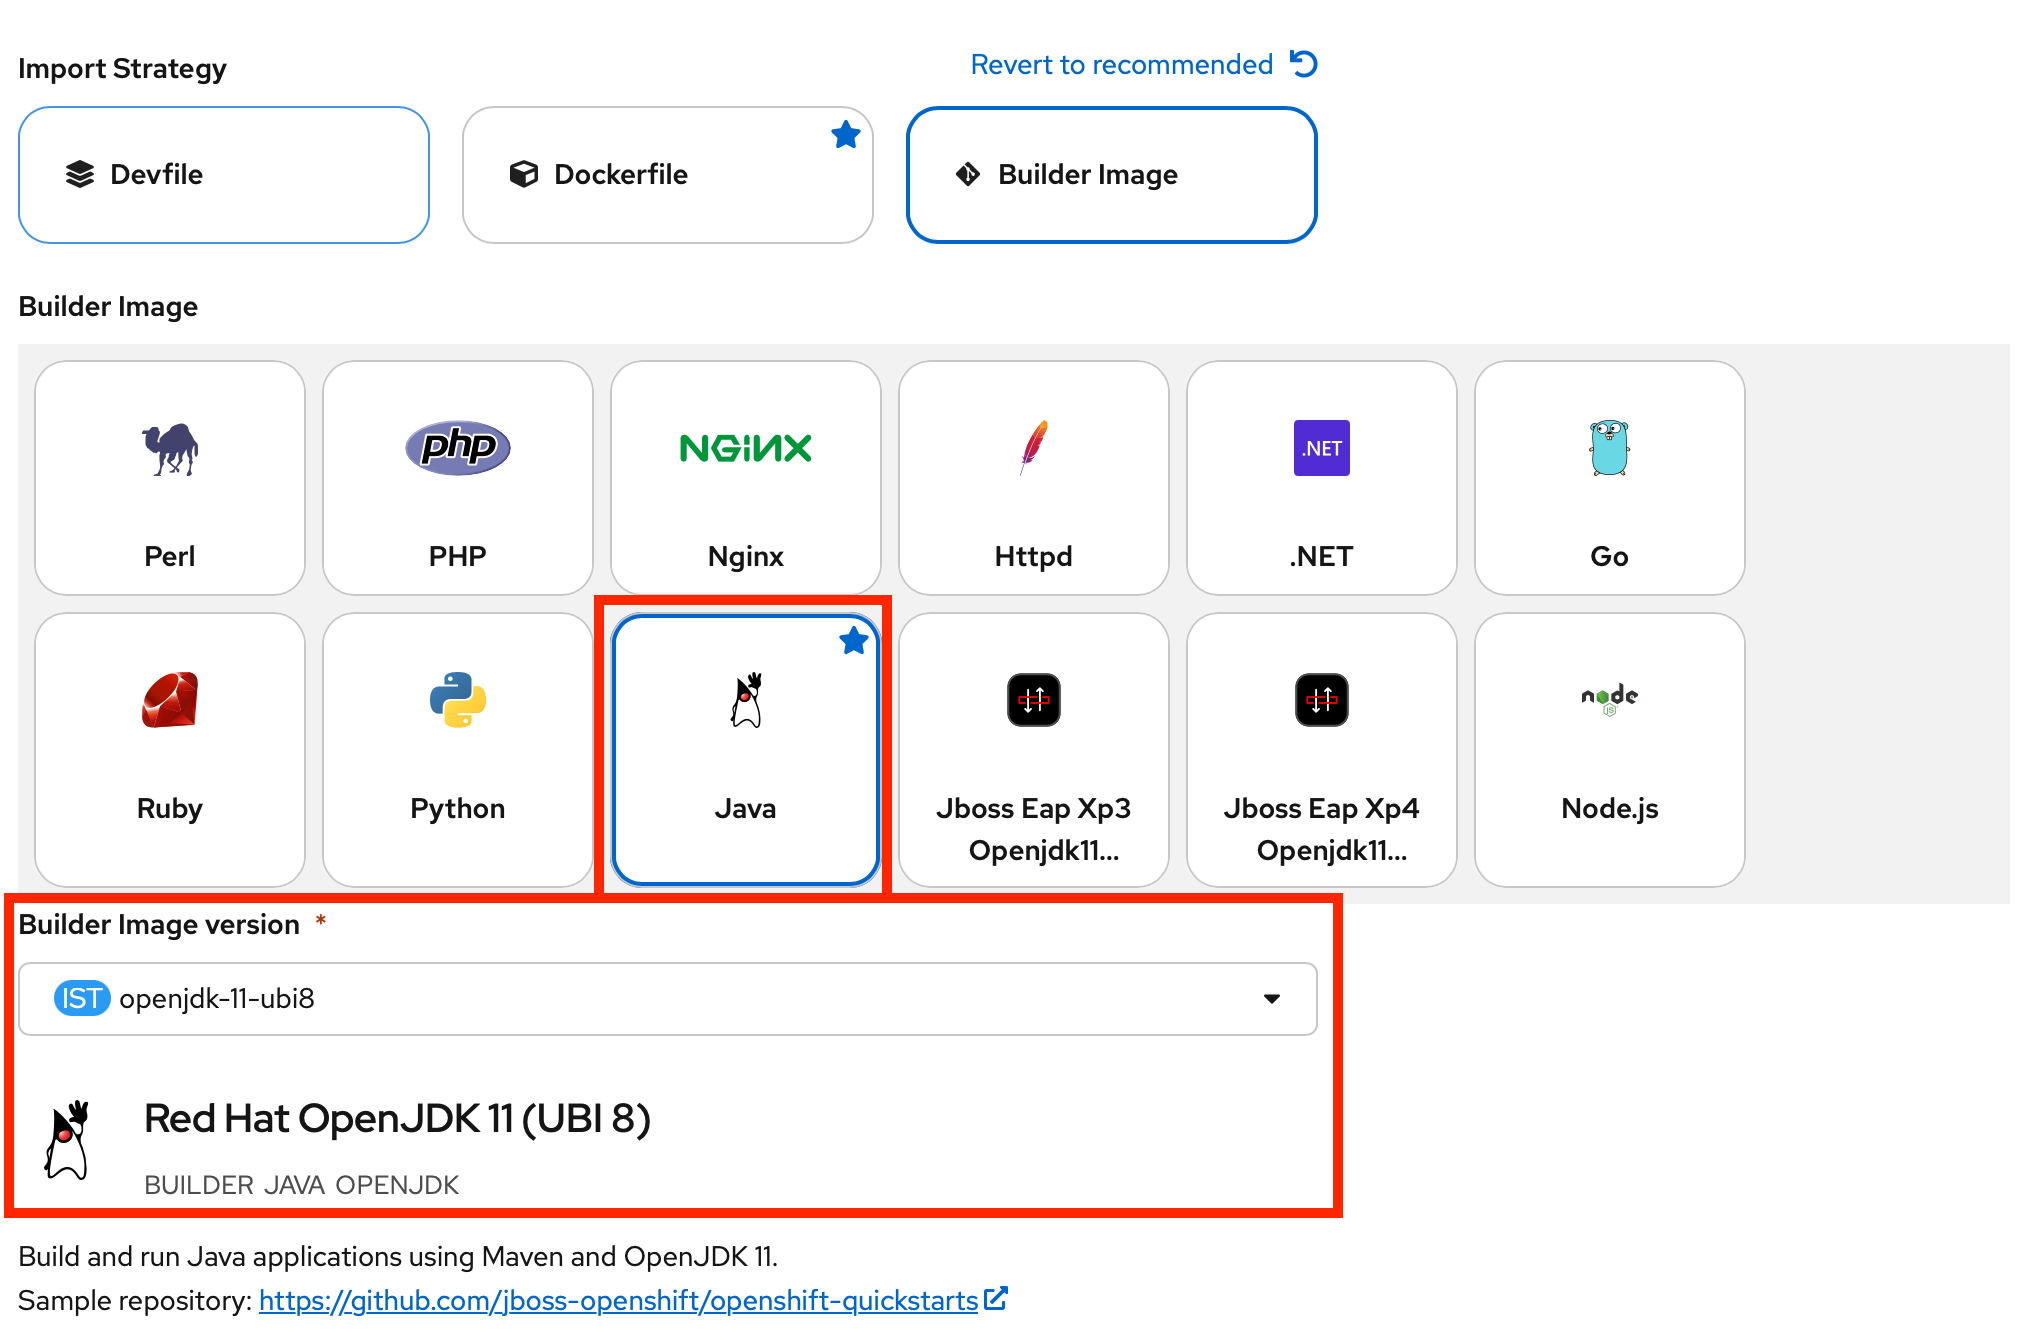 Import Strategy
Revert to recommended
Devfile
Dockerfile
Builder Image
Builder Image
php
NGINX
.NET
Perl
PHP
Nginx
Httpd
.NET
Go
node
JS
Ruby
Python
Java
Jboss Eap Xp3
Openjdk11...
Jboss Eap Xp4
Openjdk11...
Node.js
Builder Image version *
IST openjdk-11-ubi8
Red Hat OpenJDK 11 (UBI 8)
BUILDER JAVA OPENJDK
Build and run Java applications using Maven and OpenJDK 11.
Sample repository: https://github.com/jboss-openshift/openshift-quickstarts